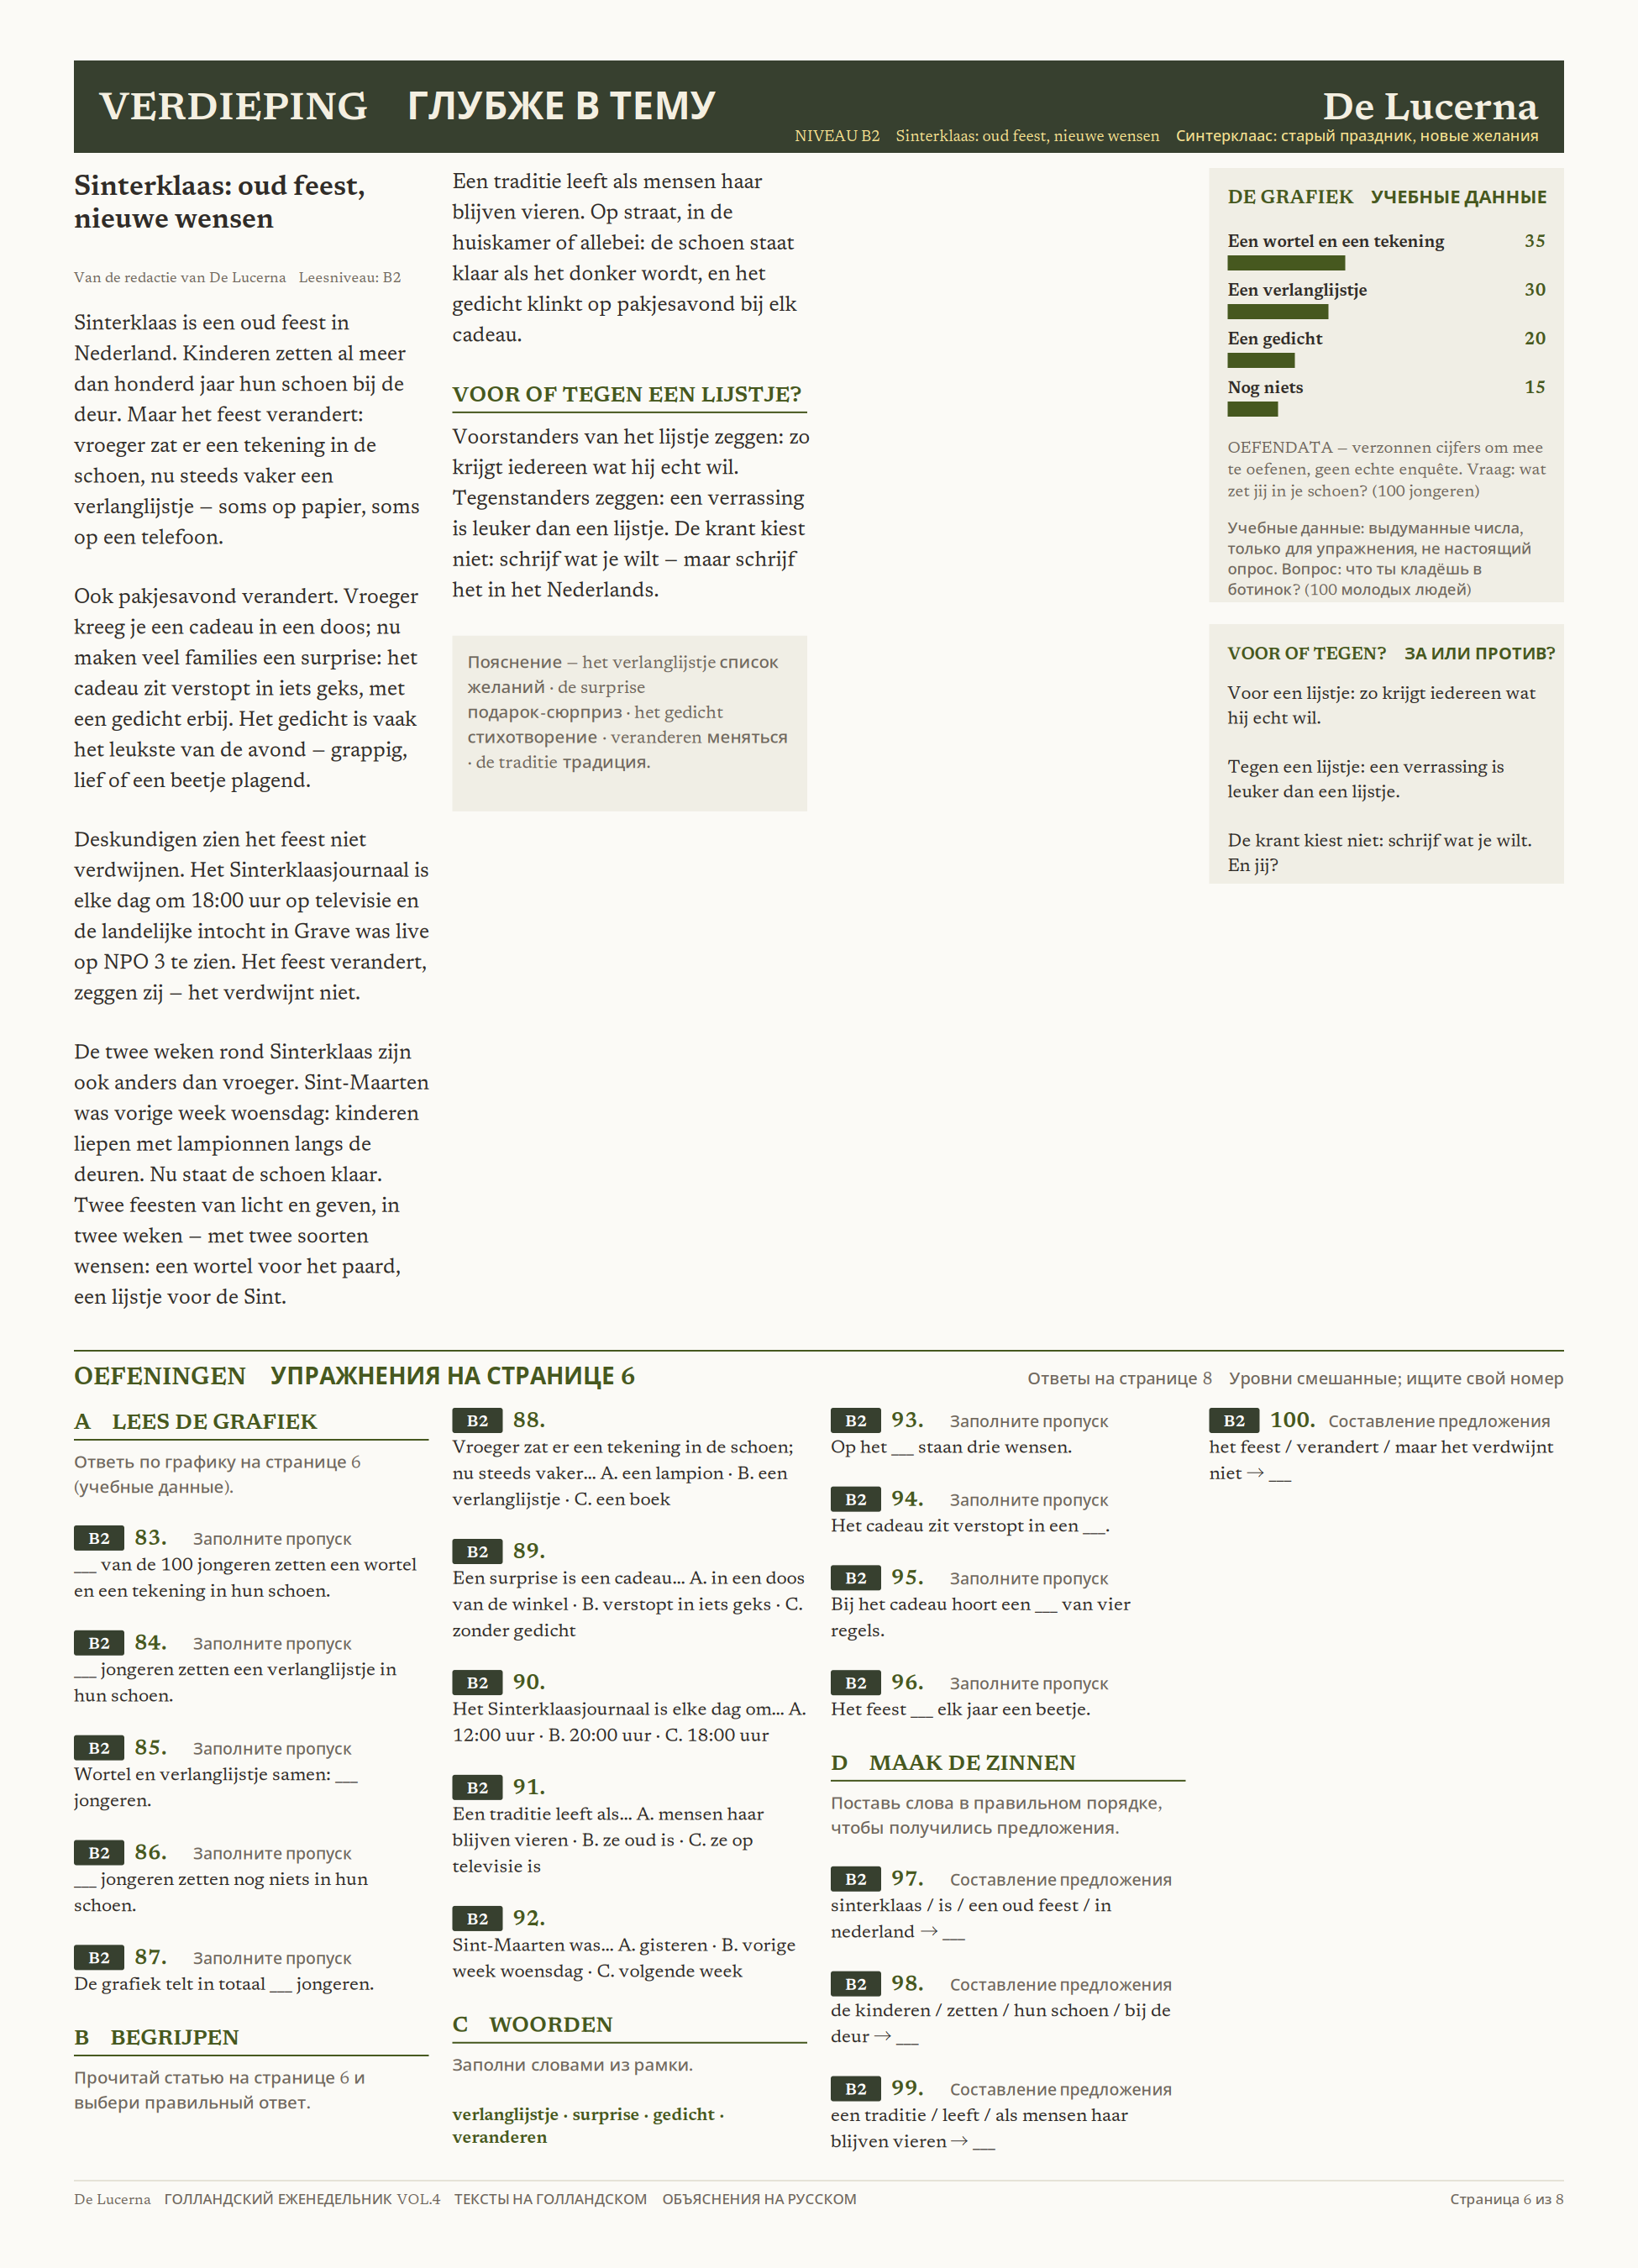 VERDIEPING ГЛУБЖЕ В ТЕМУ
De Lucerna
NIVEAU B2 Sinterklaas: oud feest, nieuwe wensen Синтерклаас: старый праздник, новые желания
Sinterklaas: oud feest,
nieuwe wensen
Van de redactie van De Lucerna Leesniveau: B2
Sinterklaas is een oud feest in
Nederland. Kinderen zetten al meer
dan honderd jaar hun schoen bij de
deur. Maar het feest verandert:
vroeger zat er een tekening in de
schoen, nu steeds vaker een
verlanglijstje – soms op papier, soms
op een telefoon.
Ook pakjesavond verandert. Vroeger
kreeg je een cadeau in een doos; nu
maken veel families een surprise: het
cadeau zit verstopt in iets geks, met
een gedicht erbij. Het gedicht is vaak
het leukste van de avond – grappig,
lief of een beetje plagend.
Deskundigen zien het feest niet
verdwijnen. Het Sinterklaasjournaal is
elke dag om 18:00 uur op televisie en
de landelijke intocht in Grave was live
op NPO 3 te zien. Het feest verandert,
zeggen zij – het verdwijnt niet.
De twee weken rond Sinterklaas zijn
ook anders dan vroeger. Sint-Maarten
was vorige week woensdag: kinderen
liepen met lampionnen langs de
deuren. Nu staat de schoen klaar.
Twee feesten van licht en geven, in
twee weken – met twee soorten
wensen: een wortel voor het paard,
een lijstje voor de Sint.
Een traditie leeft als mensen haar
blijven vieren. Op straat, in de
huiskamer of allebei: de schoen staat
klaar als het donker wordt, en het
gedicht klinkt op pakjesavond bij elk
cadeau.
VOOR OF TEGEN EEN LIJSTJE?
Voorstanders van het lijstje zeggen: zo
krijgt iedereen wat hij echt wil.
Tegenstanders zeggen: een verrassing
is leuker dan een lijstje. De krant kiest
niet: schrijf wat je wilt – maar schrijf
het in het Nederlands.
Пояснение – het verlanglijstje список
желаний · de surprise
подарок-сюрприз · het gedicht
стихотворение · veranderen меняться
· de traditie традиция.
DE GRAFIEK УЧЕБНЫЕ ДАННЫЕ
Een wortel en een tekening 35
Een verlanglijstje 30
Een gedicht 20
Nog niets 15
OEFENDATA – verzonnen cijfers om mee
te oefenen, geen echte enquête. Vraag: wat
zet jij in je schoen? (100 jongeren)
Учебные данные: выдуманные числа,
только для упражнения, не настоящий
опрос. Вопрос: что ты кладёшь в
ботинок? (100 молодых людей)
VOOR OF TEGEN? ЗА ИЛИ ПРОТИВ?
Voor een lijstje: zo krijgt iedereen wat
hij echt wil.
Tegen een lijstje: een verrassing is
leuker dan een lijstje.
De krant kiest niet: schrijf wat je wilt.
En jij?
OEFENINGEN УПРАЖНЕНИЯ НА СТРАНИЦЕ 6
Ответы на странице 8 Уровни смешанные; ищите свой номер
A LEES DE GRAFIEK
Ответь по графику на странице 6
(учебные данные).
B2 83. Заполните пропуск
___ van de 100 jongeren zetten een wortel
en een tekening in hun schoen.
B2 84. Заполните пропуск
___ jongeren zetten een verlanglijstje in
hun schoen.
B2 85. Заполните пропуск
Wortel en verlanglijstje samen: ___
jongeren.
B2 86. Заполните пропуск
___ jongeren zetten nog niets in hun
schoen.
B2 87. Заполните пропуск
De grafiek telt in totaal ___ jongeren.
B BEGRIJPEN
Прочитай статью на странице 6 и
выбери правильный ответ.
B2 88.
Vroeger zat er een tekening in de schoen;
nu steeds vaker... A. een lampion · B. een
verlanglijstje · C. een boek
B2 89.
Een surprise is een cadeau... A. in een doos
van de winkel · B. verstopt in iets geks · C.
zonder gedicht
B2 90.
Het Sinterklaasjournaal is elke dag om... A.
12:00 uur · B. 20:00 uur · C. 18:00 uur
B2 91.
Een traditie leeft als... A. mensen haar
blijven vieren · B. ze oud is · C. ze op
televisie is
B2 92.
Sint-Maarten was... A. gisteren · B. vorige
week woensdag · C. volgende week
C WOORDEN
Заполни словами из рамки.
verlanglijstje · surprise · gedicht ·
veranderen
B2 93. Заполните пропуск
Op het ___ staan drie wensen.
B2 94. Заполните пропуск
Het cadeau zit verstopt in een ___.
B2 95. Заполните пропуск
Bij het cadeau hoort een ___ van vier
regels.
B2 96. Заполните пропуск
Het feest ___ elk jaar een beetje.
D MAAK DE ZINNEN
Поставь слова в правильном порядке,
чтобы получились предложения.
B2 97. Составление предложения
sinterklaas / is / een oud feest / in
nederland → ___
B2 98. Составление предложения
de kinderen / zetten / hun schoen / bij de
deur → ___
B2 99. Составление предложения
een traditie / leeft / als mensen haar
blijven vieren → ___
B2 100. Составление предложения
het feest / verandert / maar het verdwijnt
niet → ___
De Lucerna ГОЛЛАНДСКИЙ ЕЖЕНЕДЕЛЬНИК VOL.4 ТЕКСТЫ НА ГОЛЛАНДСКОМ ОБЪЯСНЕНИЯ НА РУССКОМ
Страница 6 из 8